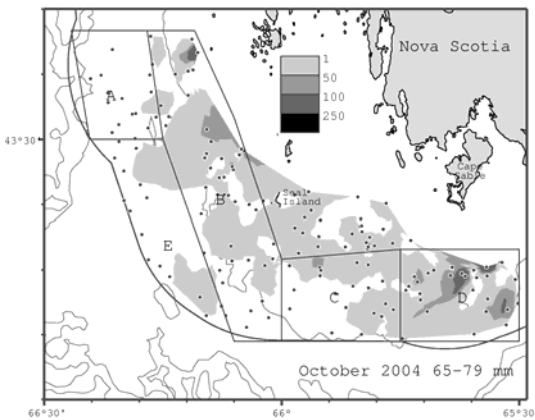 Nova Scotia
1
50
100
250
A
43°30
Cap
Sable
Seal
Island
B
E
C
D
October 2004 65-79 mm
66°30' 66° 65°30